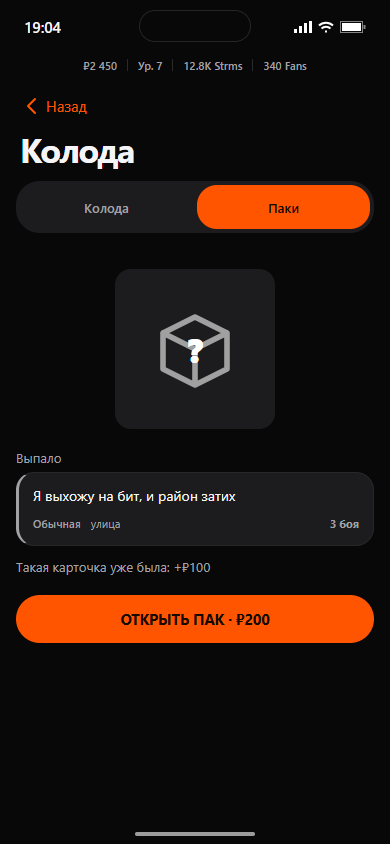 19:04
₽2 450 Ур. 7 12.8K Strms 340 Fans
Назад
Колода
Колода Паки
?
Выпало
Я выхожу на бит, и район затих
Обычная улица 3 боя
Такая карточка уже была: +₽100
ОТКРЫТЬ ПАК · ₽200